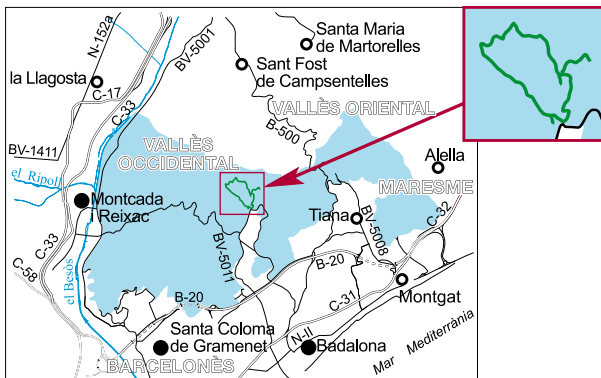 Santa Maria
de Martorelles
N-152a
BV-5001
Sant Fost
de Campsentelles
la Llagosta
C-17
C-33
VALLÈS ORIENTAL
B-500
BV-1411
VALLÈS
OCCIDENTAL
Alella
el Ripoll
MARESME
Montcada
i Reixac
Tiana
BV-5008
C-32
BV-5011
C-33
C-58
el Besòs
B-20
B-20
Montgat
C-31
Santa Coloma
de Gramenet
N-II
Badalona
BARCELONÈS
Mar Mediterrània